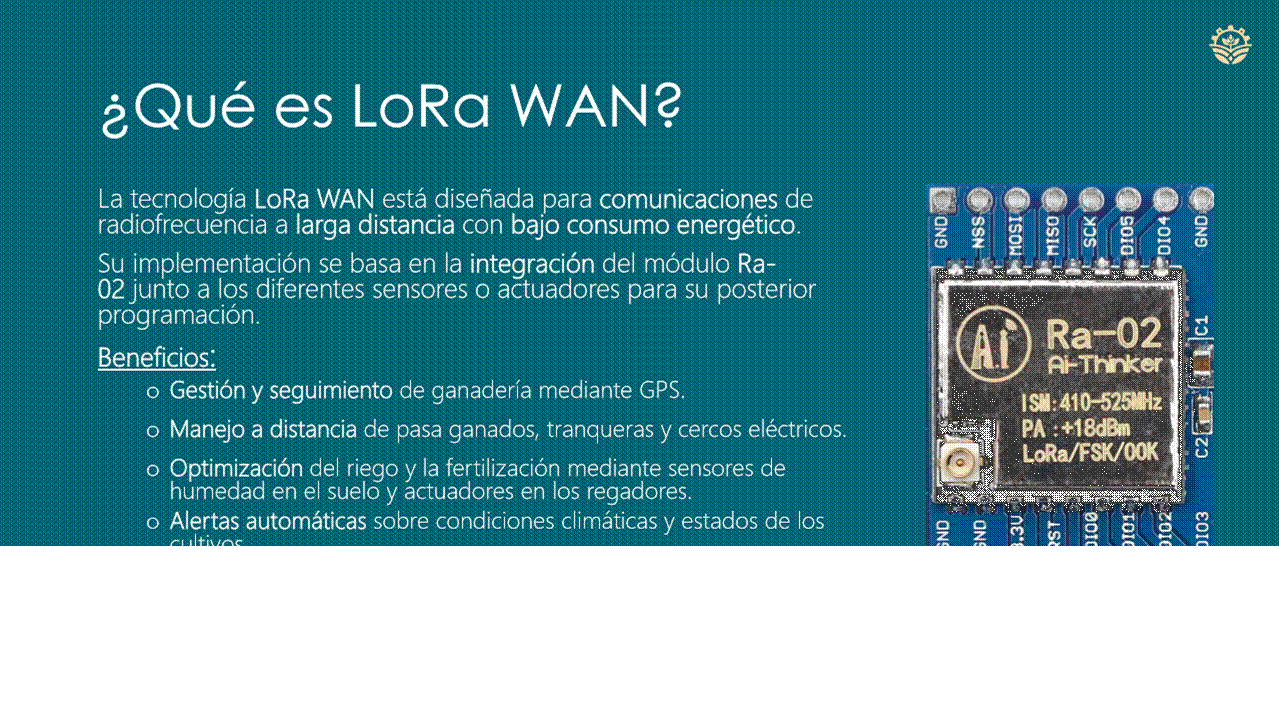 ¿Qué es LoRa WAN?
La tecnología LoRa WAN está diseñada para comunicaciones de
radiofrecuencia a larga distancia con bajo consumo energético.
Su implementación se basa en la integración del módulo Ra-
02 junto a los diferentes sensores o actuadores para su posterior
programación.
Beneficios:
o Gestión y seguimiento de ganadería mediante GPS.
o Manejo a distancia de pasa ganados, tranqueras y cercos eléctricos.
o Optimización del riego y la fertilización mediante sensores de
humedad en el suelo y actuadores en los regadores.
o Alertas automáticas sobre condiciones climáticas y estados de los
cultivos
GND NSS MOSI MISO SCK DIO5 DIO4 GND
Ai
Ra-02
Ai-Thinker
ISM:410-525MHz
PA :+18dBm
LoRa/FSK/OOK
C1
C2
GND GND 3.3V RST DIO0 DIO1 DIO2 DIO3